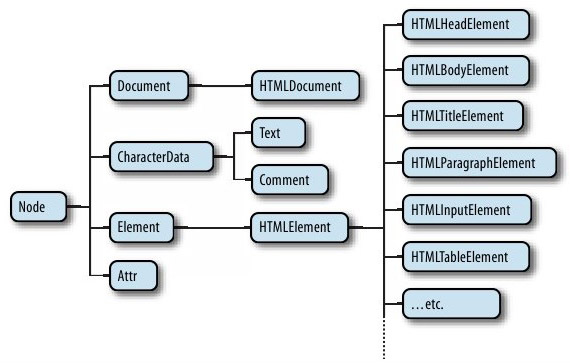 HTMLHeadElement
HTMLBodyElement
Document
HTMLDocument
HTMLTitleElement
Text
CharacterData
HTMLParagraphElement
Comment
Node
Element
HTMLElement
HTMLInputElement
HTMLTableElement
Attr
...etc.